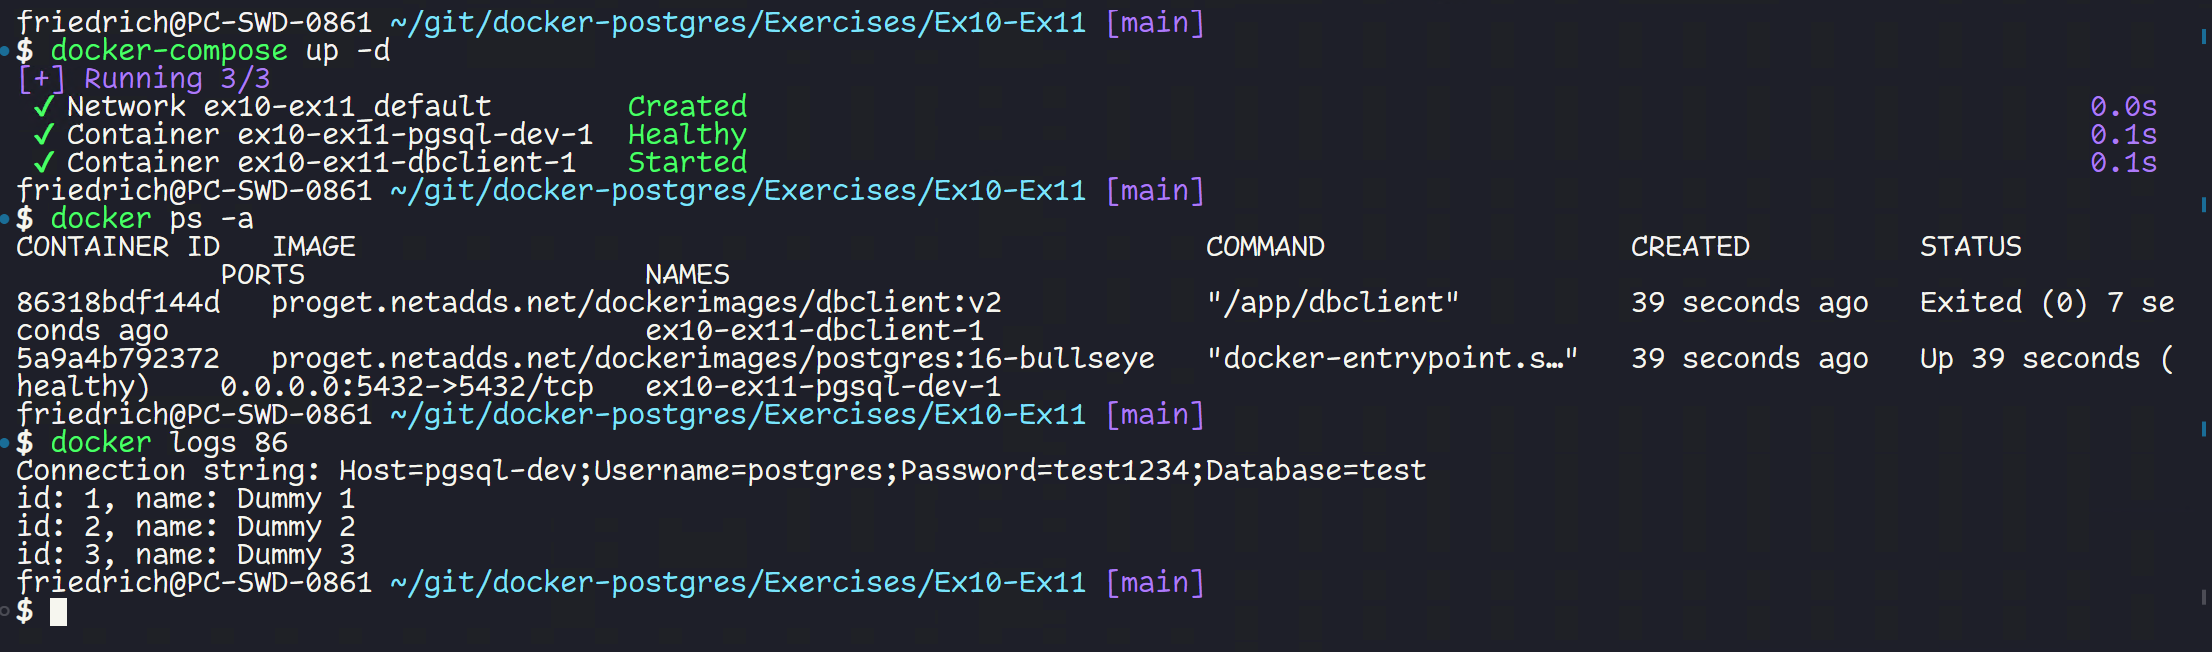 friedrich@PC-SWD-0861 ~/git/docker-postgres/Exercises/Ex10-Ex11 [main]
$ docker-compose up -d
[+] Running 3/3
✓ Network ex10-ex11_default Created 0.0s
✓ Container ex10-ex11-pgsql-dev-1 Healthy 0.1s
✓ Container ex10-ex11-dbclient-1 Started 0.1s
friedrich@PC-SWD-0861 ~/git/docker-postgres/Exercises/Ex10-Ex11 [main]
$ docker ps -a
CONTAINER ID IMAGE COMMAND CREATED STATUS
PORTS NAMES
86318bdf144d proget.netadds.net/dockerimages/dbclient:v2 "/app/dbclient" 39 seconds ago Exited (0) 7 se
conds ago ex10-ex11-dbclient-1
5a9a4b792372 proget.netadds.net/dockerimages/postgres:16-bullseye "docker-entrypoint.s…" 39 seconds ago Up 39 seconds (
healthy) 0.0.0.0:5432->5432/tcp ex10-ex11-pgsql-dev-1
friedrich@PC-SWD-0861 ~/git/docker-postgres/Exercises/Ex10-Ex11 [main]
$ docker logs 86
Connection string: Host=pgsql-dev;Username=postgres;Password=test1234;Database=test
id: 1, name: Dummy 1
id: 2, name: Dummy 2
id: 3, name: Dummy 3
friedrich@PC-SWD-0861 ~/git/docker-postgres/Exercises/Ex10-Ex11 [main]
$